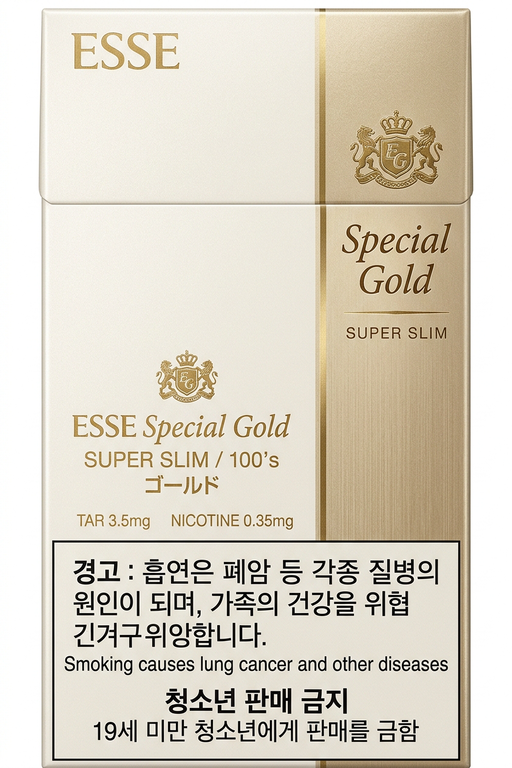 ESSE
EG
Special
Gold
SUPER SLIM
EG
ESSE Special Gold
SUPER SLIM / 100's
ゴールド
TAR 3.5mg NICOTINE 0.35mg
경고 : 흡연은 폐암 등 각종 질병의
원인이 되며, 가족의 건강을 위협
긴겨구위앙합니다.
Smoking causes lung cancer and other diseases
청소년 판매 금지
19세 미만 청소년에게 판매를 금함